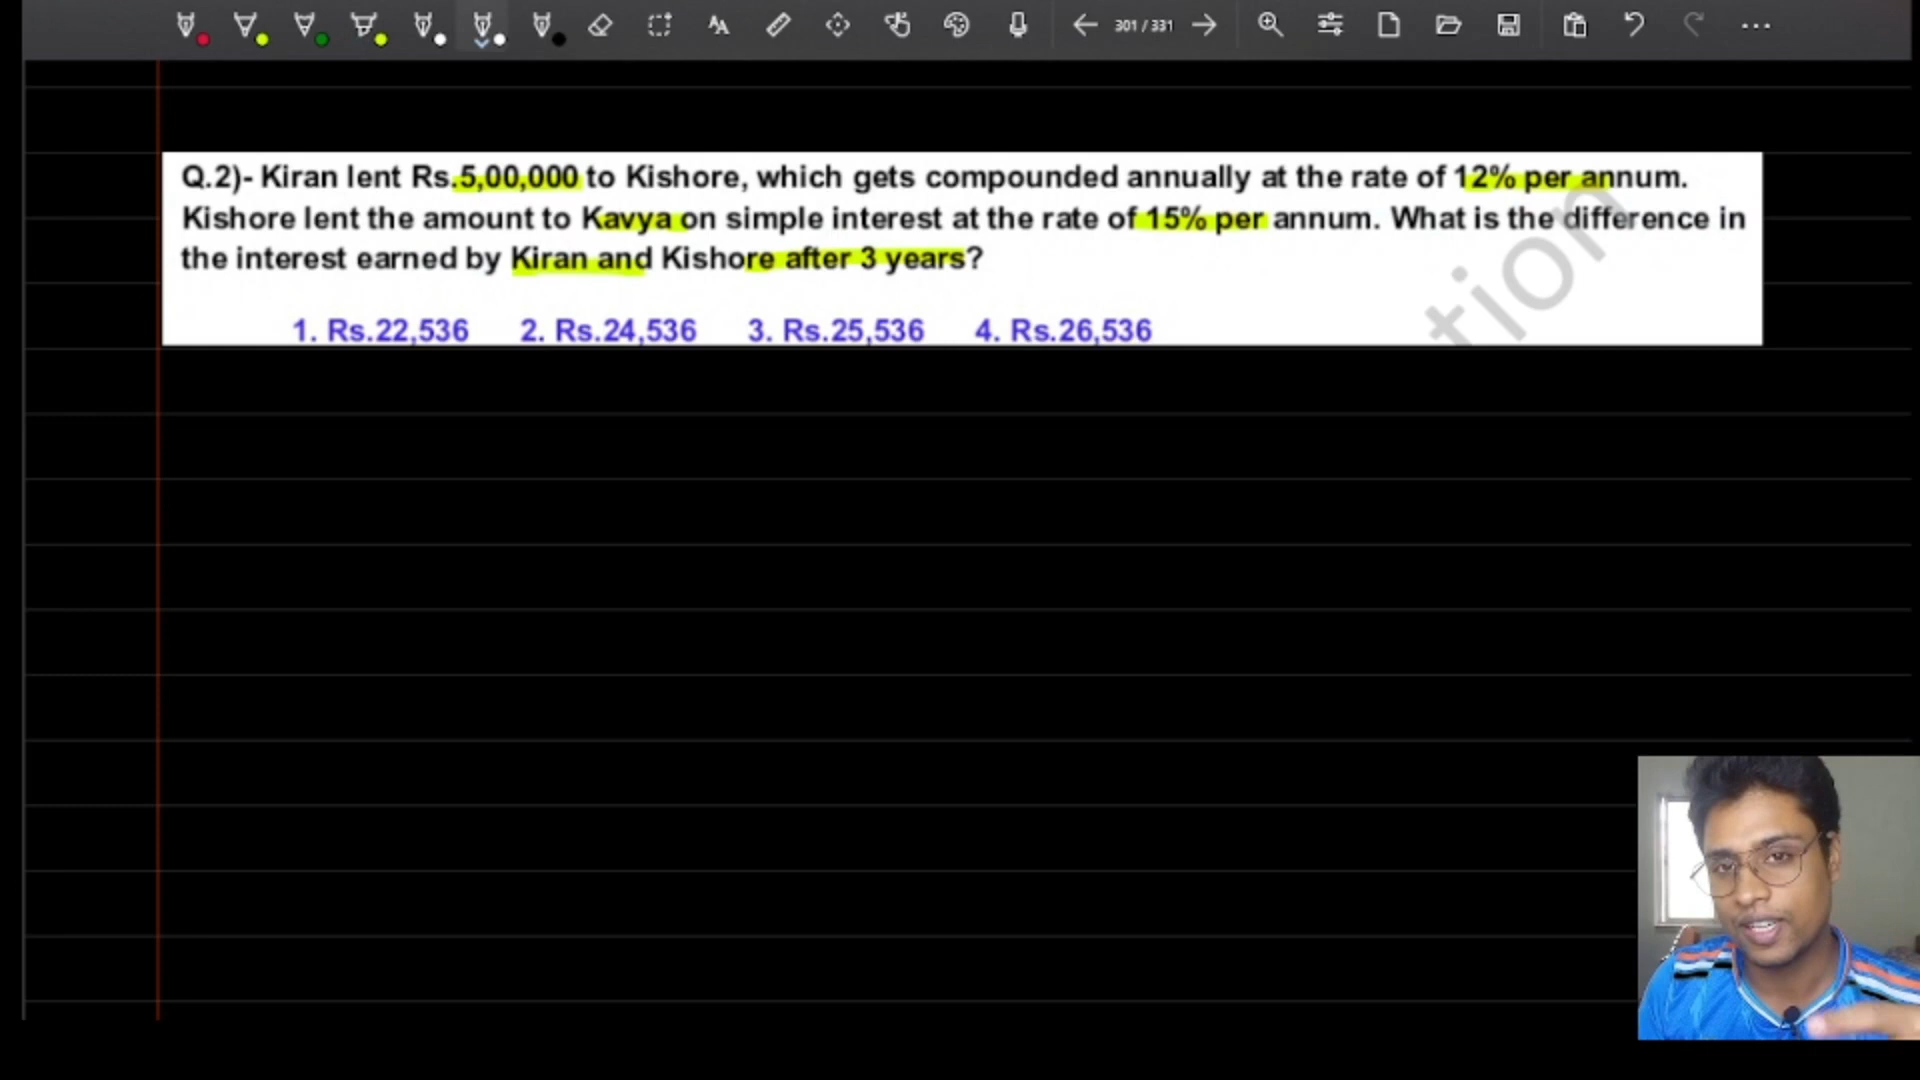 301 / 331
Q.2)- Kiran lent Rs.5,00,000 to Kishore, which gets compounded annually at the rate of 12% per annum.
Kishore lent the amount to Kavya on simple interest at the rate of 15% per annum. What is the difference in
the interest earned by Kiran and Kishore after 3 years?
tion
1. Rs.22,536 2. Rs.24,536 3. Rs.25,536 4. Rs.26,536